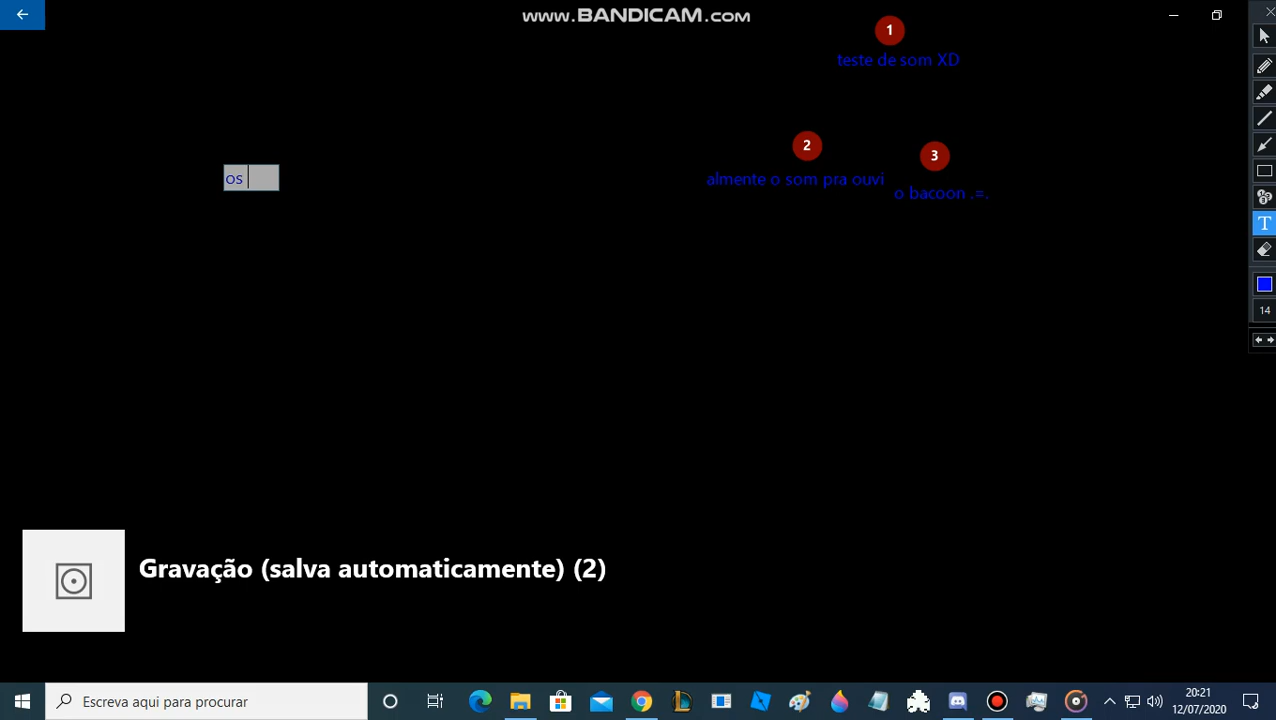 www.BANDICAM.com
1
teste de som XD
2
3
os
almente o som pra ouvi
o bacoon .=.
T
14
Gravação (salva automaticamente) (2)
Escreva aqui para procurar
20:21
12/07/2020